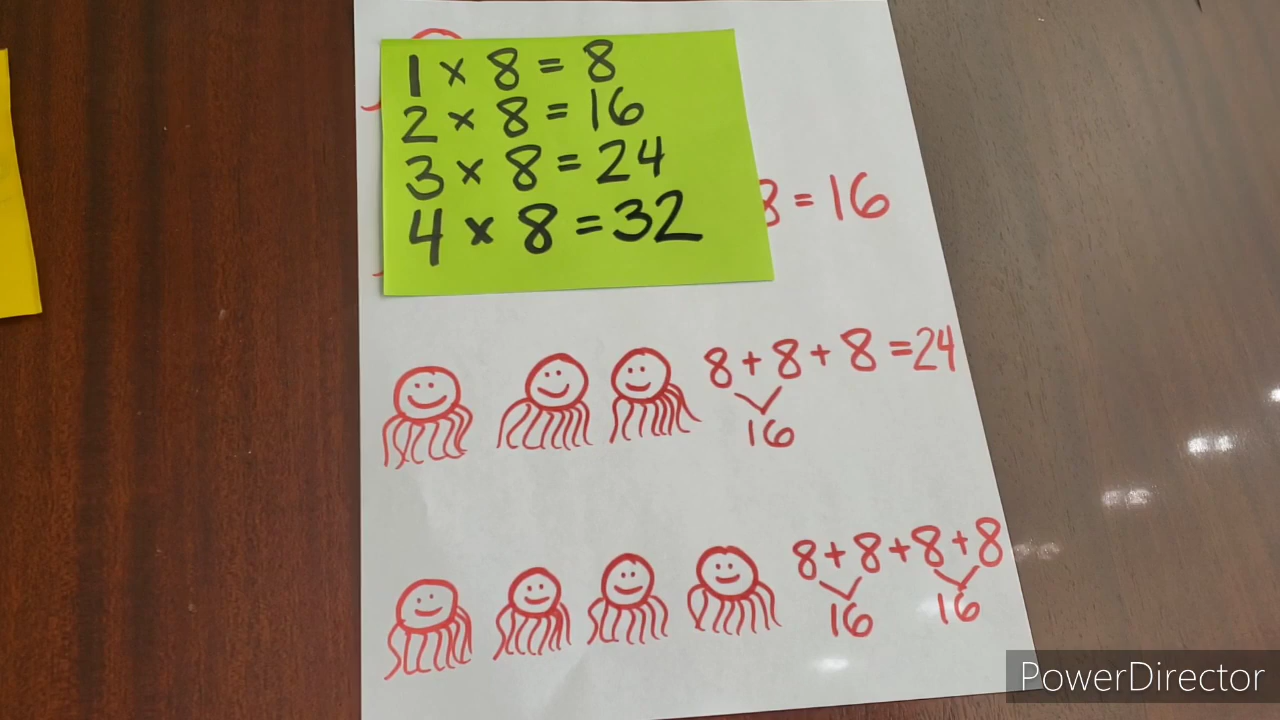 1 × 8 = 8
2 × 8 = 16
3 × 8 = 24
4 × 8 = 32
8 = 16
8 + 8 + 8 = 24
16
8 + 8 + 8 + 8
16 16
PowerDirector